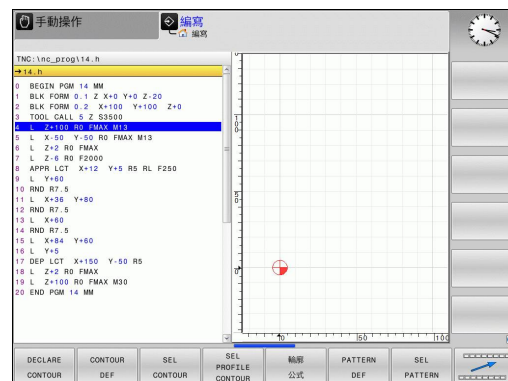 手動操作
編寫
編寫
TNC:\nc_prog\14.h
→14.h
0 BEGIN PGM 14 MM
1 BLK FORM 0.1 Z X+0 Y+0 Z-20
2 BLK FORM 0.2 X+100 Y+100 Z+0
3 TOOL CALL 5 Z S3500
4 L Z+100 R0 FMAX M13
5 L X-50 Y-50 R0 FMAX M13
6 L Z+2 R0 FMAX
7 L Z-6 R0 F2000
8 APPR LCT X+12 Y+5 R5 RL F250
9 L Y+60
10 RND R7.5
11 L X+36 Y+80
12 RND R7.5
13 L X+60
14 RND R7.5
15 L X+84 Y+60
16 L Y+5
17 DEP LCT X+150 Y-50 R5
18 L Z+2 R0 FMAX
19 L Z+100 R0 FMAX M30
20 END PGM 14 MM
100
50
0
0
50
100
DECLARE CONTOUR
CONTOUR DEF
SEL CONTOUR
SEL PROFILE CONTOUR
輪廓 公式
PATTERN DEF
SEL PATTERN